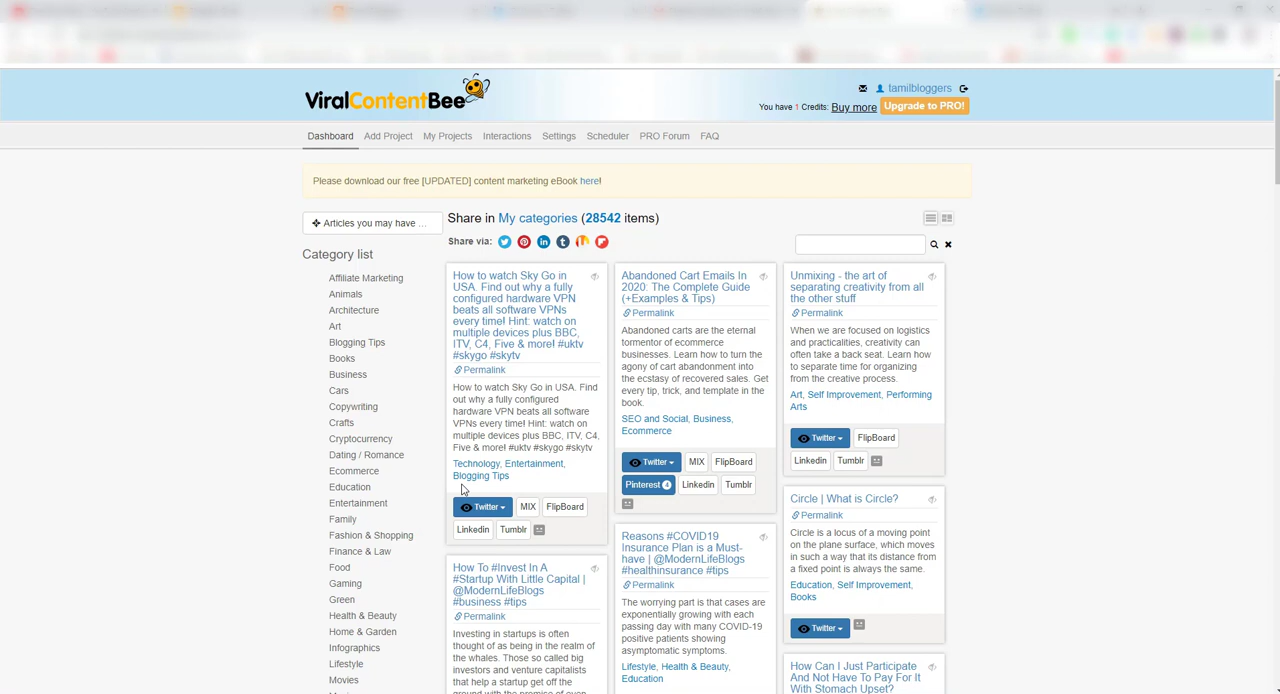 ViralContentBee
tamilbloggers
You have 1 Credits: Buy more Upgrade to PRO!
Dashboard Add Project My Projects Interactions Settings Scheduler PRO Forum FAQ
Please download our free [UPDATED] content marketing eBook here!
Articles you may have ...
Category list
Affiliate Marketing
Animals
Architecture
Art
Blogging Tips
Books
Business
Cars
Copywriting
Crafts
Cryptocurrency
Dating / Romance
Ecommerce
Education
Entertainment
Family
Fashion & Shopping
Finance & Law
Food
Gaming
Green
Health & Beauty
Home & Garden
Infographics
Lifestyle
Movies
Share in My categories (28542 items)
Share via:
How to watch Sky Go in
USA. Find out why a fully
configured hardware VPN
beats all software VPNs
every time! Hint: watch on
multiple devices plus BBC,
ITV, C4, Five & more! #uktv
#skygo #skytv
Permalink
How to watch Sky Go in USA. Find
out why a fully configured
hardware VPN beats all software
VPNs every time! Hint: watch on
multiple devices plus BBC, ITV, C4,
Five & more! #uktv #skygo #skytv
Technology, Entertainment,
Blogging Tips
Twitter MIX FlipBoard
Linkedin Tumblr
How To #Invest In A
#Startup With Little Capital |
@ModernLifeBlogs
#business #tips
Permalink
Investing in startups is often
thought of as being in the realm of
the whales. Those so called big
investors and venture capitalists
that help a startup get off the
ground with the promise of even
Abandoned Cart Emails In
2020: The Complete Guide
(+Examples & Tips)
Permalink
Abandoned carts are the eternal
tormentor of ecommerce
businesses. Learn how to turn the
agony of cart abandonment into
the ecstasy of recovered sales. Get
every tip, trick, and template in the
book.
SEO and Social, Business,
Ecommerce
Twitter MIX FlipBoard
Pinterest 4 Linkedin Tumblr
Reasons #COVID19
Insurance Plan is a Must-
have | @ModernLifeBlogs
#healthinsurance #tips
Permalink
The worrying part is that cases are
exponentially growing with each
passing day with many COVID-19
positive patients showing
asymptomatic symptoms.
Lifestyle, Health & Beauty,
Education
Unmixing - the art of
separating creativity from all
the other stuff
Permalink
When we are focused on logistics
and practicalities, creativity can
often take a back seat. Learn how
to separate time for organizing
from the creative process.
Art, Self Improvement, Performing
Arts
Twitter FlipBoard
Linkedin Tumblr
Circle | What is Circle?
Permalink
Circle is a locus of a moving point
on the plane surface, which moves
in such a way that its distance from
a fixed point is always the same.
Education, Self Improvement,
Books
Twitter
How Can I Just Participate
And Not Have To Pay For It
With Stomach Upset?